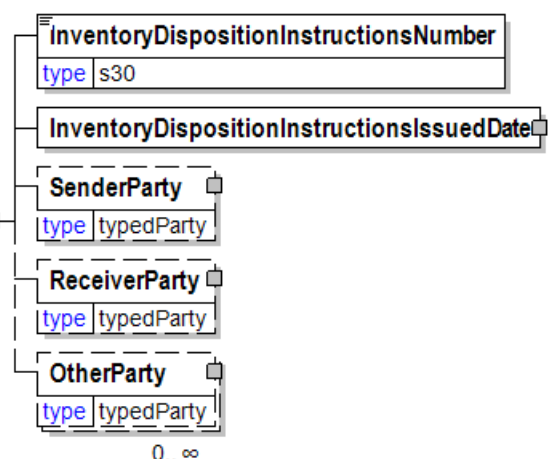 InventoryDispositionInstructionsNumber
type s30
InventoryDispositionInstructionsIssuedDate
SenderParty
type typedParty
ReceiverParty
type typedParty
OtherParty
type typedParty
0 ∞